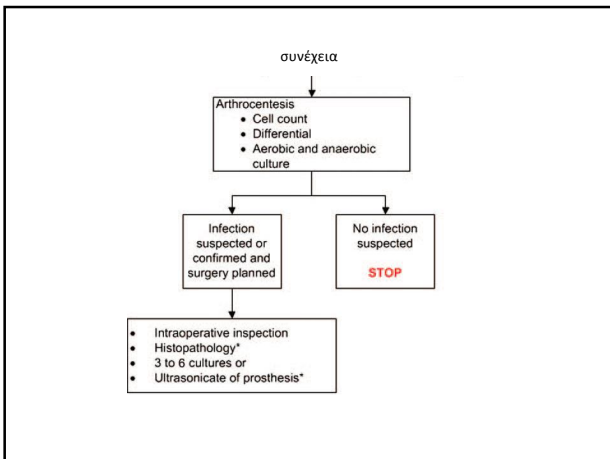 συνέχεια
Arthrocentesis
• Cell count
• Differential
• Aerobic and anaerobic
culture
Infection
suspected or
confirmed and
surgery planned
No infection
suspected
STOP
• Intraoperative inspection
• Histopathology*
• 3 to 6 cultures or
• Ultrasonicate of prosthesis*